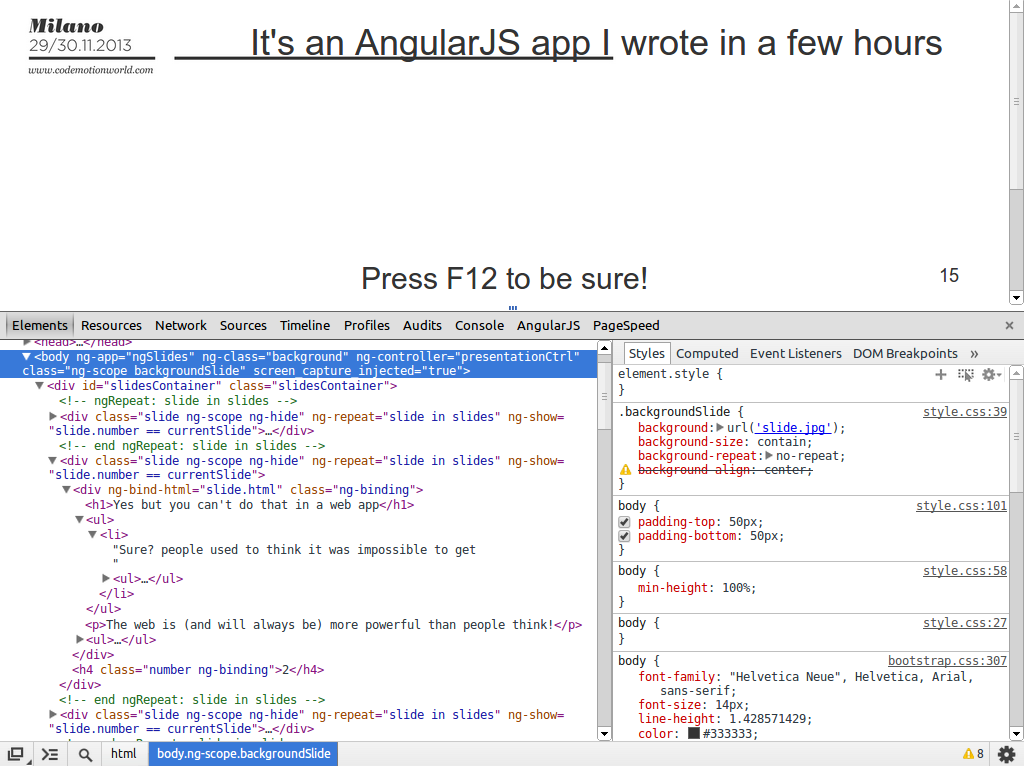 Milano
29/30.11.2013
www.codemotionworld.com
It's an AngularJS app I wrote in a few hours
Press F12 to be sure!
15
Elements Resources Network Sources Timeline Profiles Audits Console AngularJS PageSpeed ×
▶<head>…</head>
▼<body ng-app="ngSlides" ng-class="background" ng-controller="presentationCtrl"
class="ng-scope backgroundSlide" screen_capture_injected="true">
▼<div id="slidesContainer" class="slidesContainer">
<!-- ngRepeat: slide in slides -->
▶<div class="slide ng-scope ng-hide" ng-repeat="slide in slides" ng-show=
"slide.number == currentSlide">…</div>
<!-- end ngRepeat: slide in slides -->
▼<div class="slide ng-scope ng-hide" ng-repeat="slide in slides" ng-show=
"slide.number == currentSlide">
▼<div ng-bind-html="slide.html" class="ng-binding">
<h1>Yes but you can't do that in a web app</h1>
▼<ul>
▼<li>
"Sure? people used to think it was impossible to get
"
▶<ul>…</ul>
</li>
</ul>
<p>The web is (and will always be) more powerful than people think!</p>
▶<ul>…</ul>
</div>
<h4 class="number ng-binding">2</h4>
</div>
<!-- end ngRepeat: slide in slides -->
▶<div class="slide ng-scope ng-hide" ng-repeat="slide in slides" ng-show=
"slide.number == currentSlide">…</div>
Styles Computed Event Listeners DOM Breakpoints »
element.style {
}
.backgroundSlide { style.css:39
background:▶url('slide.jpg');
background-size: contain;
background-repeat:▶no-repeat;
background-align: center;
}
body { style.css:101
padding-top: 50px;
padding-bottom: 50px;
}
body { style.css:58
min-height: 100%;
}
body { style.css:27
}
body { bootstrap.css:307
font-family: "Helvetica Neue", Helvetica, Arial,
sans-serif;
font-size: 14px;
line-height: 1.428571429;
color: #333333;
html body.ng-scope.backgroundSlide 8